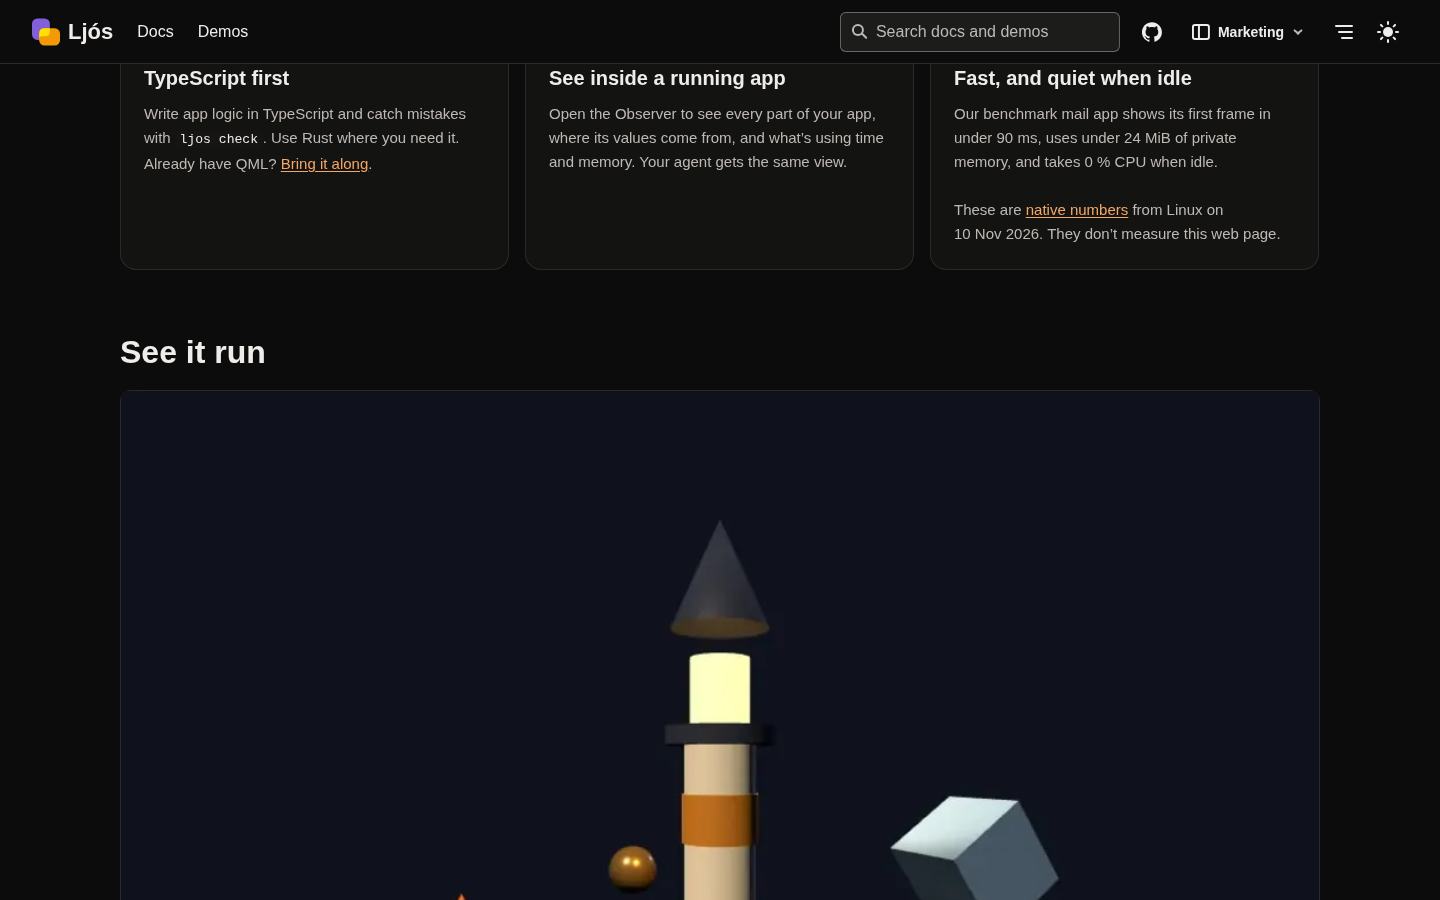 Ljós
Docs
Demos
Search docs and demos
Marketing
TypeScript first
Write app logic in TypeScript and catch mistakes
with ljos check. Use Rust where you need it.
Already have QML? Bring it along.
See inside a running app
Open the Observer to see every part of your app,
where its values come from, and what’s using time
and memory. Your agent gets the same view.
Fast, and quiet when idle
Our benchmark mail app shows its first frame in
under 90 ms, uses under 24 MiB of private
memory, and takes 0 % CPU when idle.
These are native numbers from Linux on
10 Nov 2026. They don’t measure this web page.
See it run